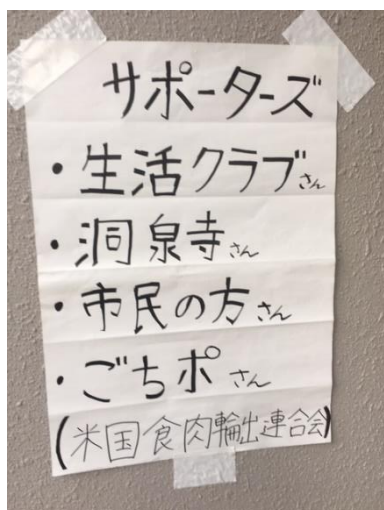 サポーターズ
・生活クラブさん
・洞泉寺さん
・市民の方さん
・ごちポさん
(米国食肉輸出連合会)